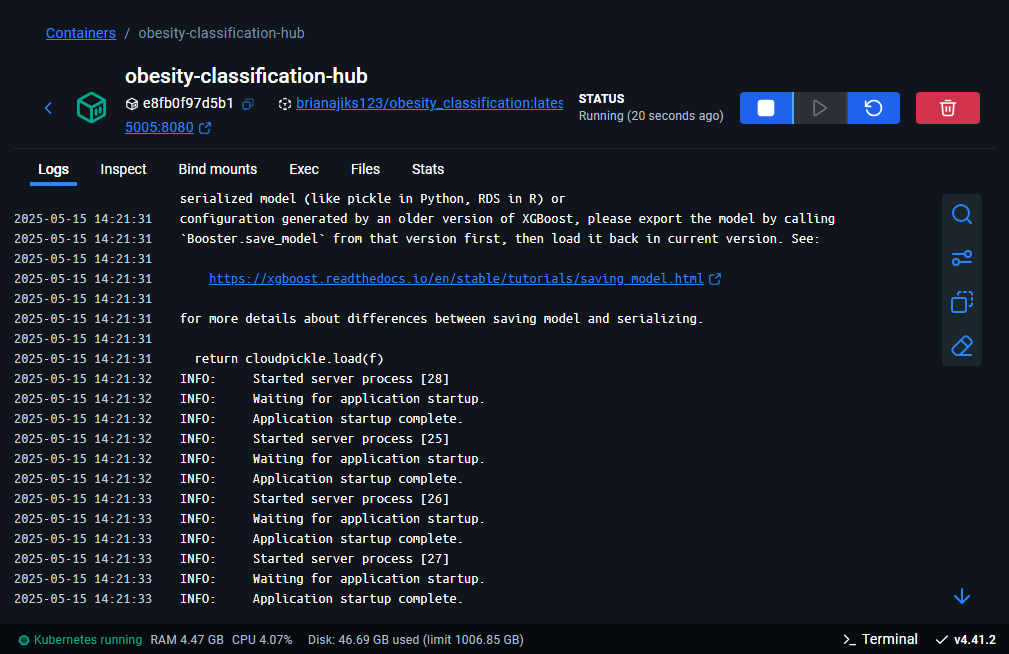 Containers / obesity-classification-hub
obesity-classification-hub
e8fb0f97d5b1 brianajiks123/obesity_classification:lates
5005:8080
STATUS
Running (20 seconds ago)
Logs Inspect Bind mounts Exec Files Stats
serialized model (like pickle in Python, RDS in R) or
2025-05-15 14:21:31 configuration generated by an older version of XGBoost, please export the model by calling
2025-05-15 14:21:31 `Booster.save_model` from that version first, then load it back in current version. See:
2025-05-15 14:21:31
2025-05-15 14:21:31 https://xgboost.readthedocs.io/en/stable/tutorials/saving_model.html
2025-05-15 14:21:31
2025-05-15 14:21:31 for more details about differences between saving model and serializing.
2025-05-15 14:21:31
2025-05-15 14:21:31 return cloudpickle.load(f)
2025-05-15 14:21:32 INFO: Started server process [28]
2025-05-15 14:21:32 INFO: Waiting for application startup.
2025-05-15 14:21:32 INFO: Application startup complete.
2025-05-15 14:21:32 INFO: Started server process [25]
2025-05-15 14:21:32 INFO: Waiting for application startup.
2025-05-15 14:21:32 INFO: Application startup complete.
2025-05-15 14:21:33 INFO: Started server process [26]
2025-05-15 14:21:33 INFO: Waiting for application startup.
2025-05-15 14:21:33 INFO: Application startup complete.
2025-05-15 14:21:33 INFO: Started server process [27]
2025-05-15 14:21:33 INFO: Waiting for application startup.
2025-05-15 14:21:33 INFO: Application startup complete.
Kubernetes running RAM 4.47 GB CPU 4.07% Disk: 46.69 GB used (limit 1006.85 GB) >_ Terminal v4.41.2